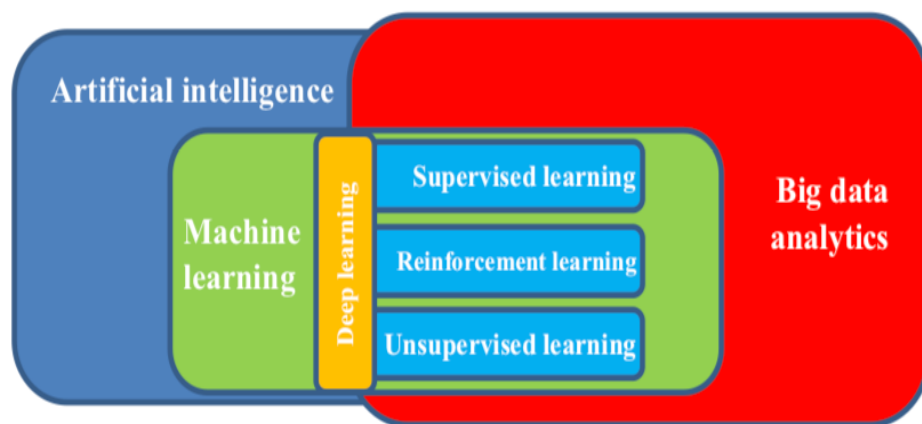 Artificial intelligence
Machine
learning
Deep learning
Supervised learning
Reinforcement learning
Unsupervised learning
Big data
analytics